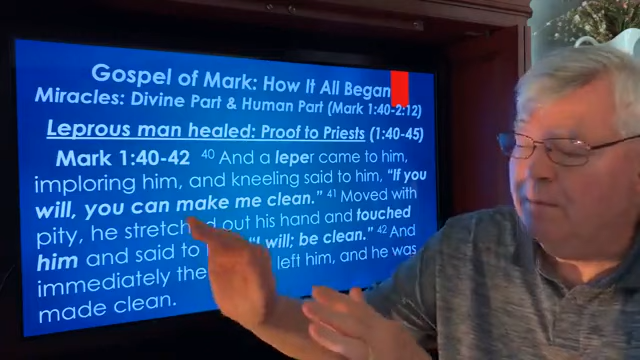 Gospel of Mark: How It All Began
Miracles: Divine Part & Human Part (Mark 1:40-2:12)
Leprous man healed: Proof to Priests (1:40-45)
Mark 1:40-42 40 And a leper came to him,
imploring him, and kneeling said to him, “If you
will, you can make me clean.” 41 Moved with
pity, he stretched out his hand and touched
him and said to “I will; be clean.” 42 And
immediately the left him, and he was
made clean.